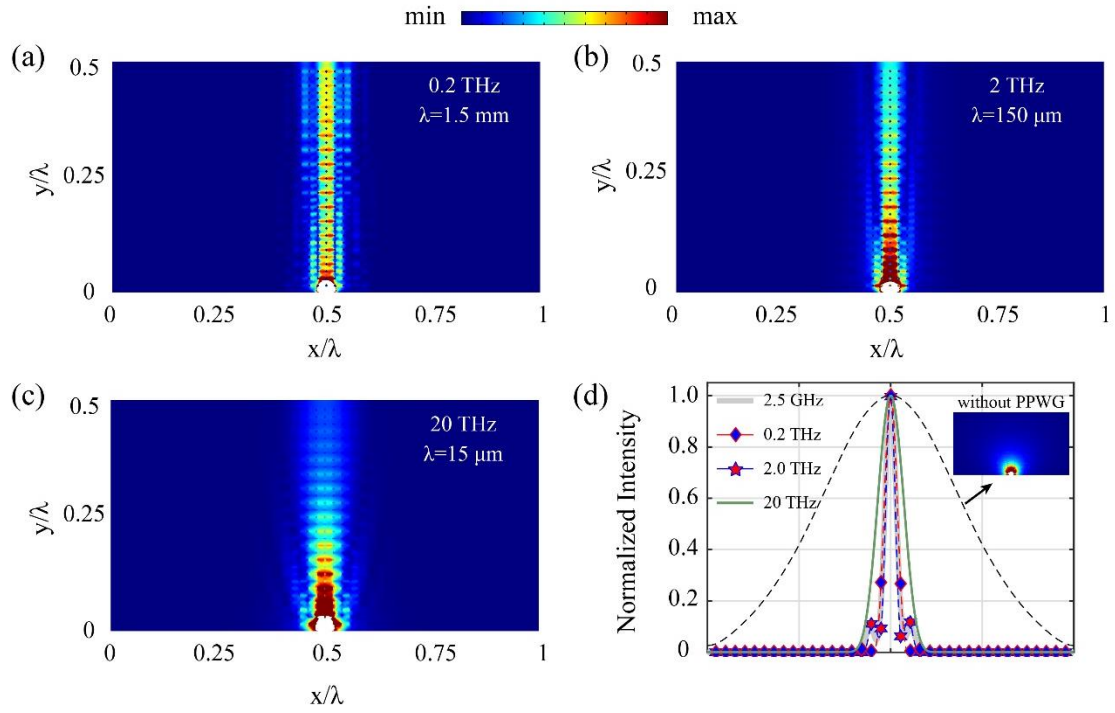 min max
(a)
0.5
0.25
0
y/λ
0.2 THz
λ=1.5 mm
0 0.25 0.5 0.75 1
x/λ
(b)
0.5
0.25
0
y/λ
2 THz
λ=150 μm
0 0.25 0.5 0.75 1
x/λ
(c)
0.5
0.25
0
y/λ
20 THz
λ=15 μm
0 0.25 0.5 0.75 1
x/λ
(d)
1.0
0.8
0.6
0.4
0.2
0
Normalized Intensity
2.5 GHz
0.2 THz
2.0 THz
20 THz
without PPWG